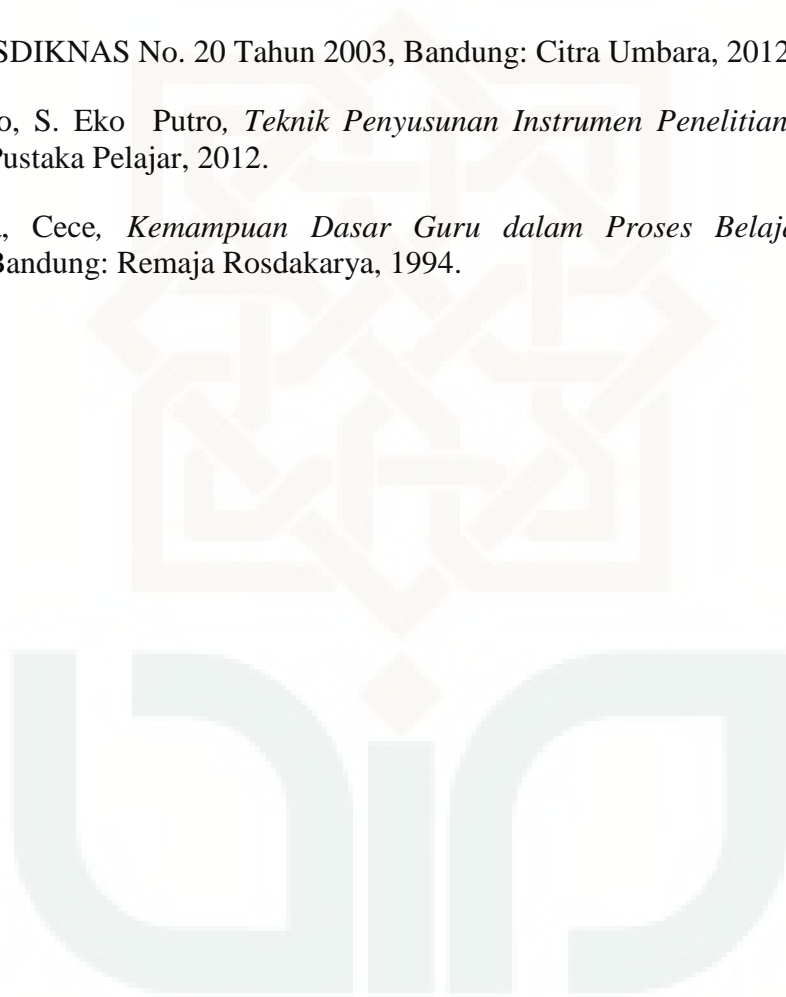 SDIKNAS No. 20 Tahun 2003, Bandung: Citra Umbara, 2012
o, S. Eko Putro, Teknik Penyusunan Instrumen Penelitian
Pustaka Pelajar, 2012.
, Cece, Kemampuan Dasar Guru dalam Proses
Bandung: Remaja Rosdakarya, 1994.